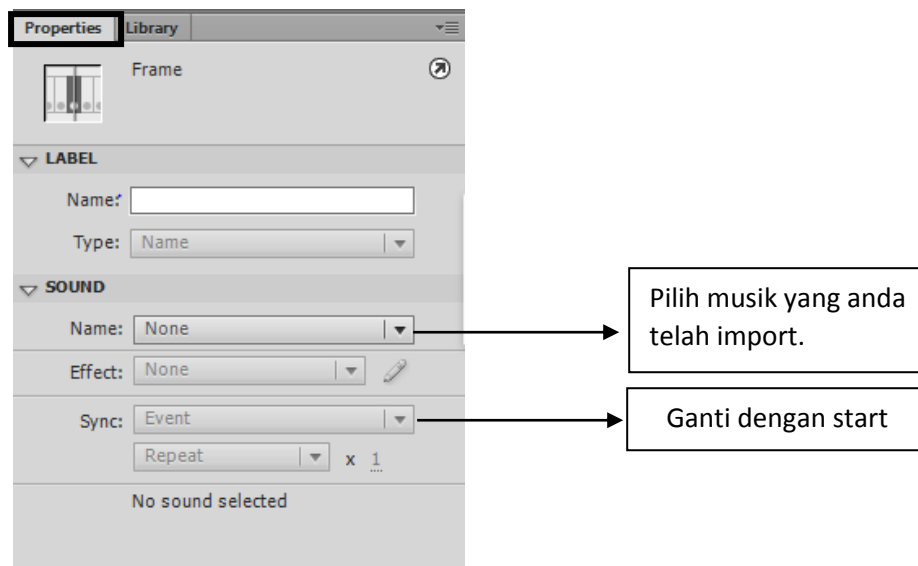 Properties Library
Frame
LABEL
Name:
Type: Name
SOUND
Name: None
Pilih musik yang anda
telah import.
Effect: None
Sync: Event
Ganti dengan start
Repeat x 1
No sound selected